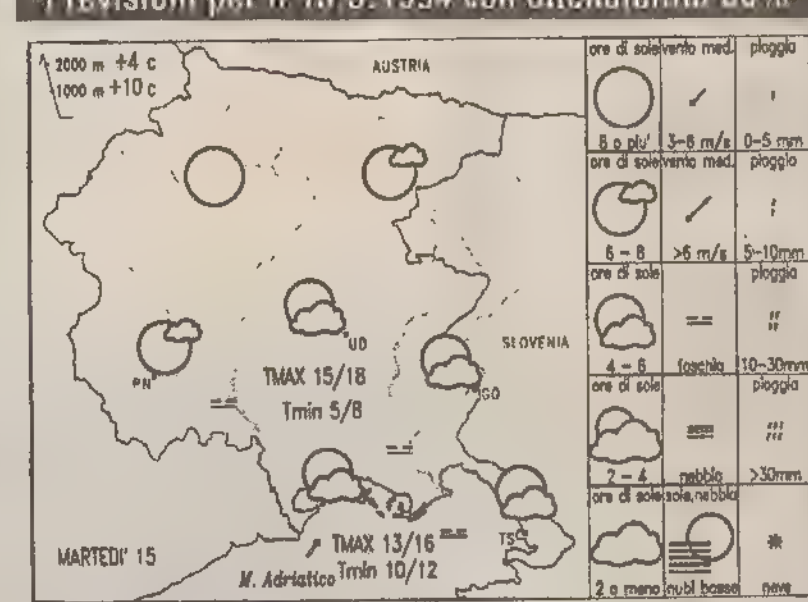 Previsioni per il
2000 m +4 c
1000 m +10 c
AUSTRIA
SLOVENIA
PN
UD
GO
TS
TMAX 15/18
Tmin 5/8
TMAX 13/16
Tmin 10/12
M. Adriatico
MARTEDI' 15
ore di sole vento med. pioggia
8 o piu' 3-6 m/s 0-5 mm
ore di sole vento med. pioggia
6 - 8 >6 m/s 5-10mm
ore di sole pioggia
4 - 6 foschia 10-30mm
ore di sole pioggia
2 - 4 nebbia >30mm
ore di sole sole,nebbia
2 o meno nubi basse neve